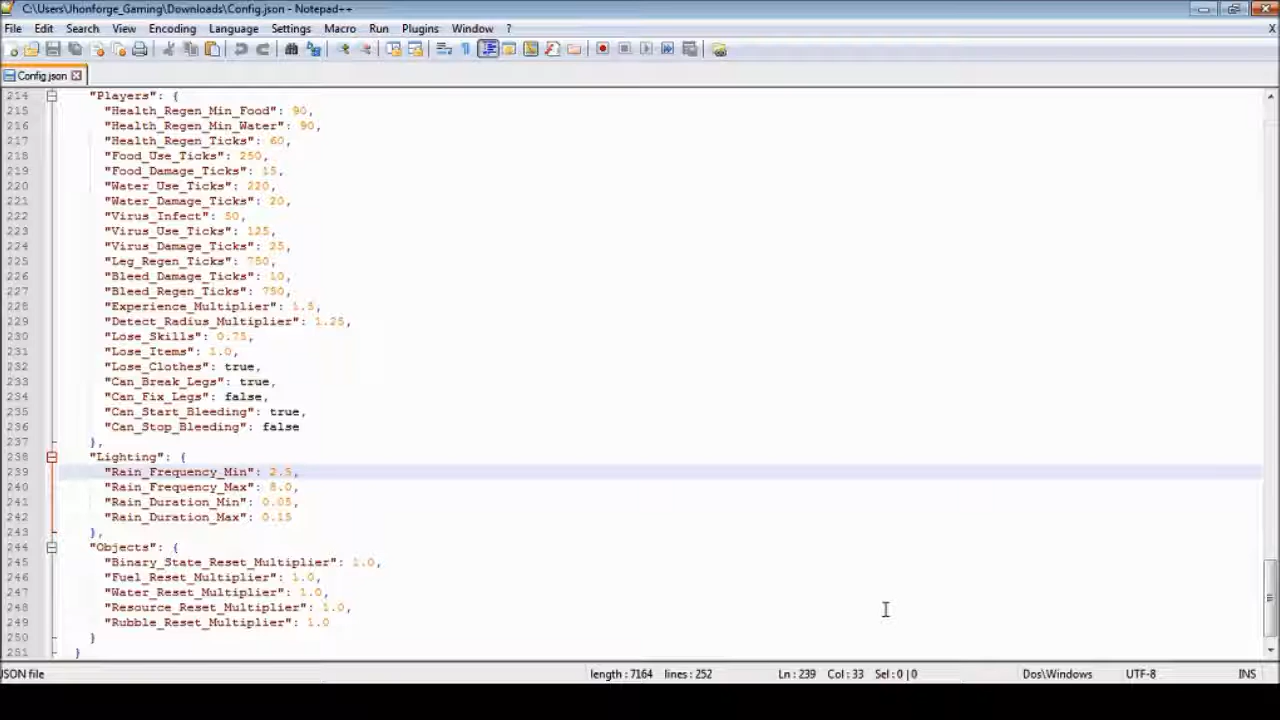 C:\Users\Jhonforge_Gaming\Downloads\Config.json - Notepad++
File Edit Search View Encoding Language Settings Macro Run Plugins Window ? X
Config.json
214 "Players": {
215 "Health_Regen_Min_Food": 90,
216 "Health_Regen_Min_Water": 90,
217 "Health_Regen_Ticks": 60,
218 "Food_Use_Ticks": 250,
219 "Food_Damage_Ticks": 15,
220 "Water_Use_Ticks": 220,
221 "Water_Damage_Ticks": 20,
222 "Virus_Infect": 50,
223 "Virus_Use_Ticks": 125,
224 "Virus_Damage_Ticks": 25,
225 "Leg_Regen_Ticks": 750,
226 "Bleed_Damage_Ticks": 10,
227 "Bleed_Regen_Ticks": 750,
228 "Experience_Multiplier": 1.5,
229 "Detect_Radius_Multiplier": 1.25,
230 "Lose_Skills": 0.75,
231 "Lose_Items": 1.0,
232 "Lose_Clothes": true,
233 "Can_Break_Legs": true,
234 "Can_Fix_Legs": false,
235 "Can_Start_Bleeding": true,
236 "Can_Stop_Bleeding": false
237 },
238 "Lighting": {
239 "Rain_Frequency_Min": 2.5,
240 "Rain_Frequency_Max": 8.0,
241 "Rain_Duration_Min": 0.05,
242 "Rain_Duration_Max": 0.15
243 },
244 "Objects": {
245 "Binary_State_Reset_Multiplier": 1.0,
246 "Fuel_Reset_Multiplier": 1.0,
247 "Water_Reset_Multiplier": 1.0,
248 "Resource_Reset_Multiplier": 1.0,
249 "Rubble_Reset_Multiplier": 1.0
250 }
251 }
JSON file length : 7164 lines : 252 Ln : 239 Col : 33 Sel : 0 | 0 Dos\Windows UTF-8 INS